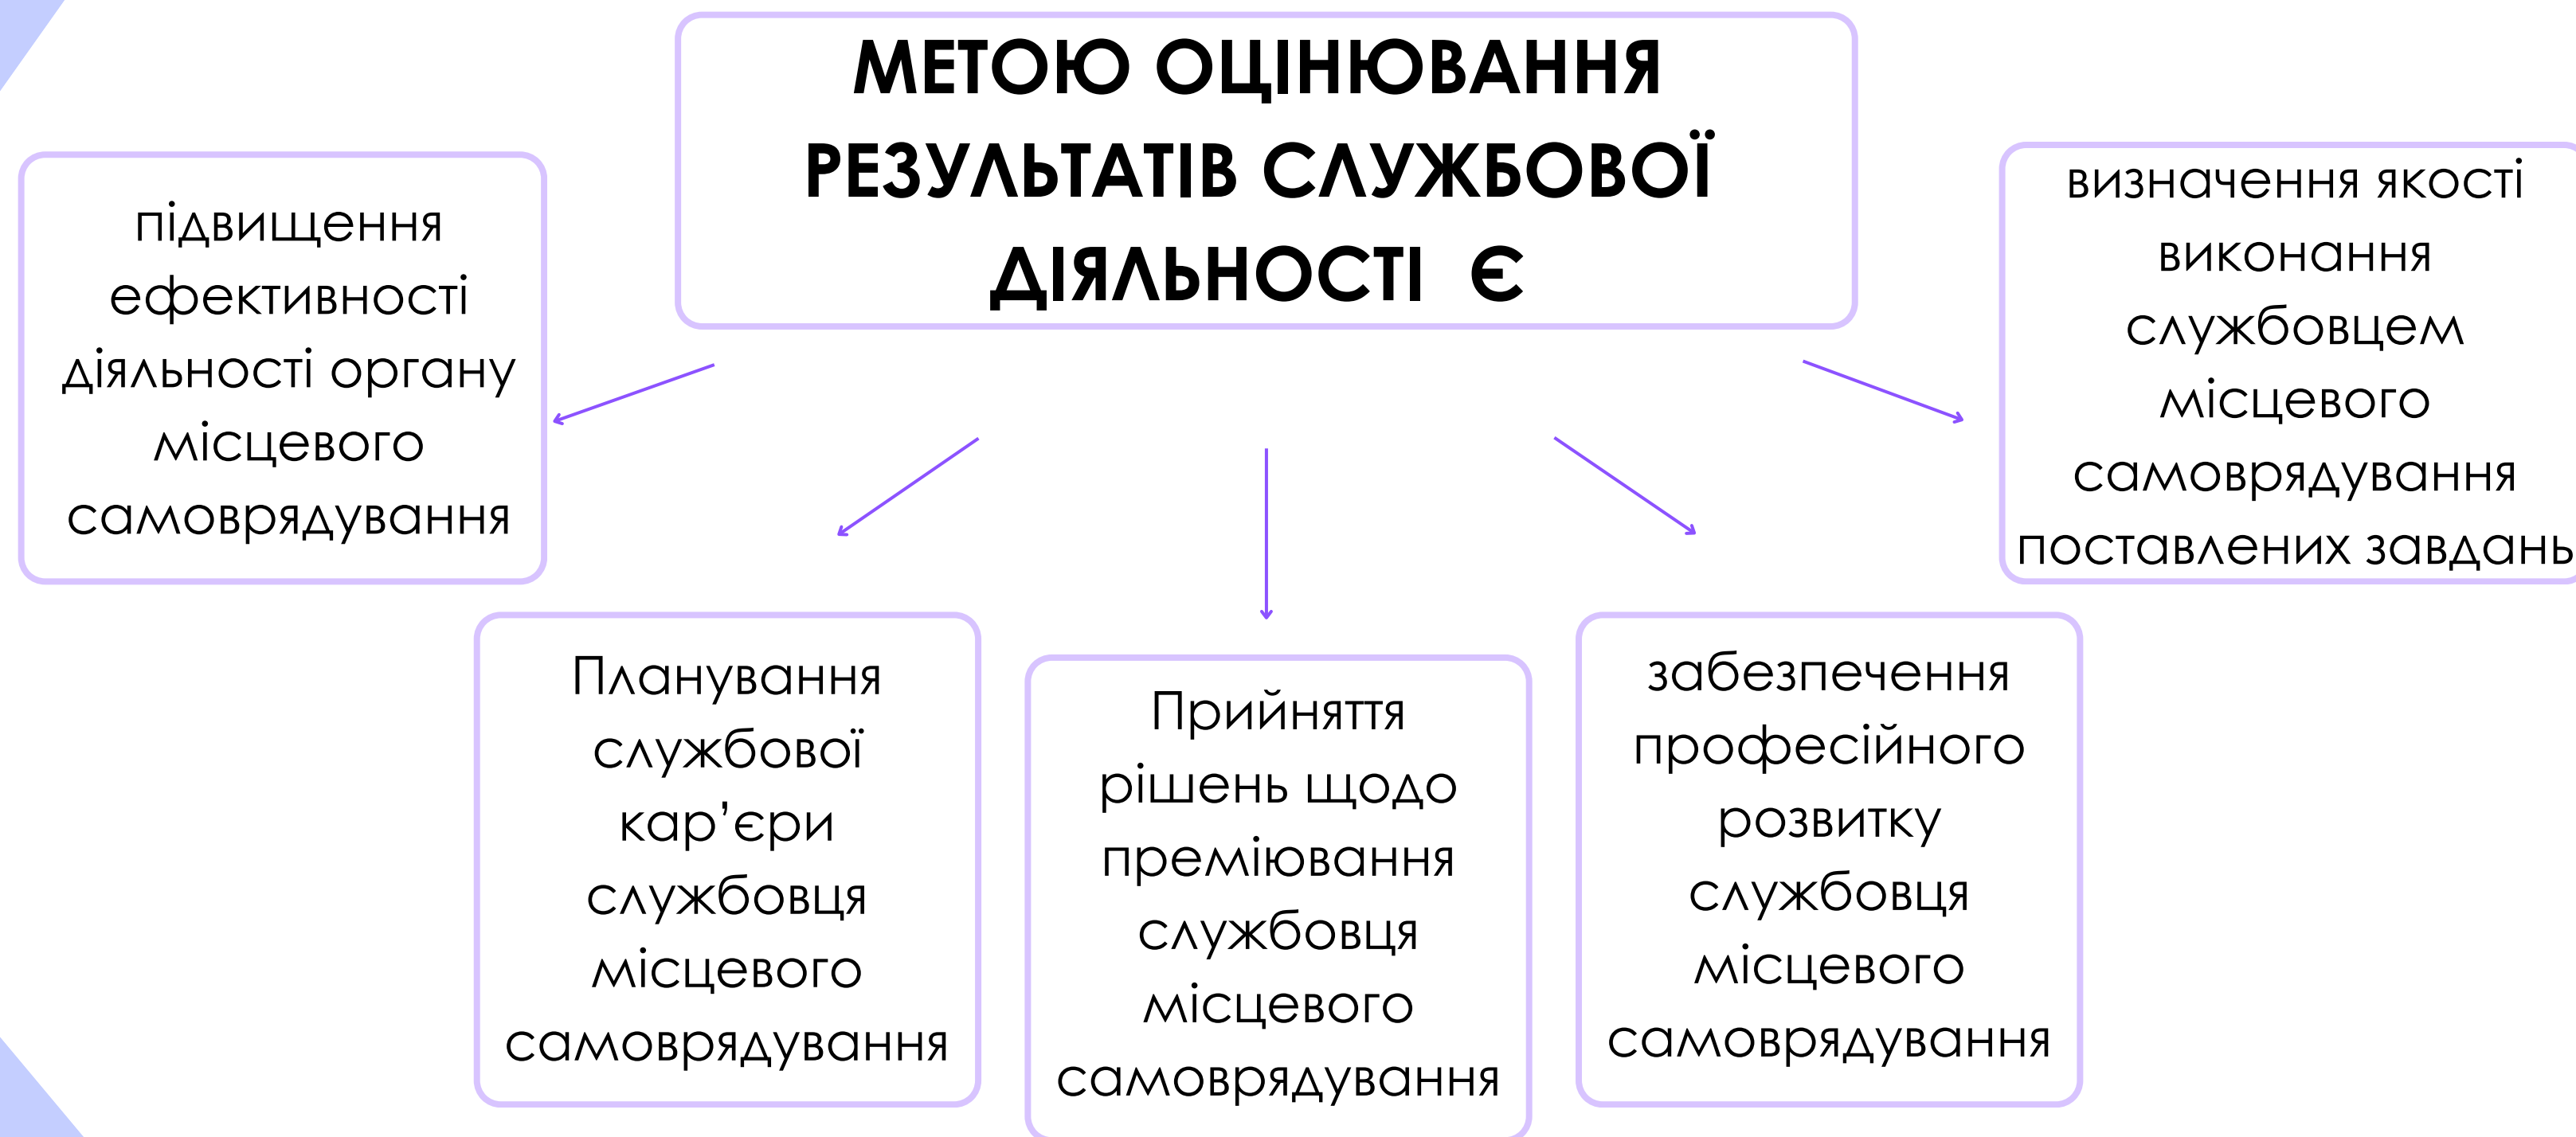 МЕТОЮ ОЦІНЮВАННЯ
РЕЗУЛЬТАТІВ СЛУЖБОВОЇ
ДІЯЛЬНОСТІ Є
підвищення
ефективності
діяльності органу
місцевого
самоврядування
Планування
службової
кар’єри
службовця
місцевого
самоврядування
Прийняття
рішень щодо
преміювання
службовця
місцевого
самоврядування
забезпечення
професійного
розвитку
службовця
місцевого
самоврядування
визначення якості
виконання
службовцем
місцевого
самоврядування
поставлених завдань